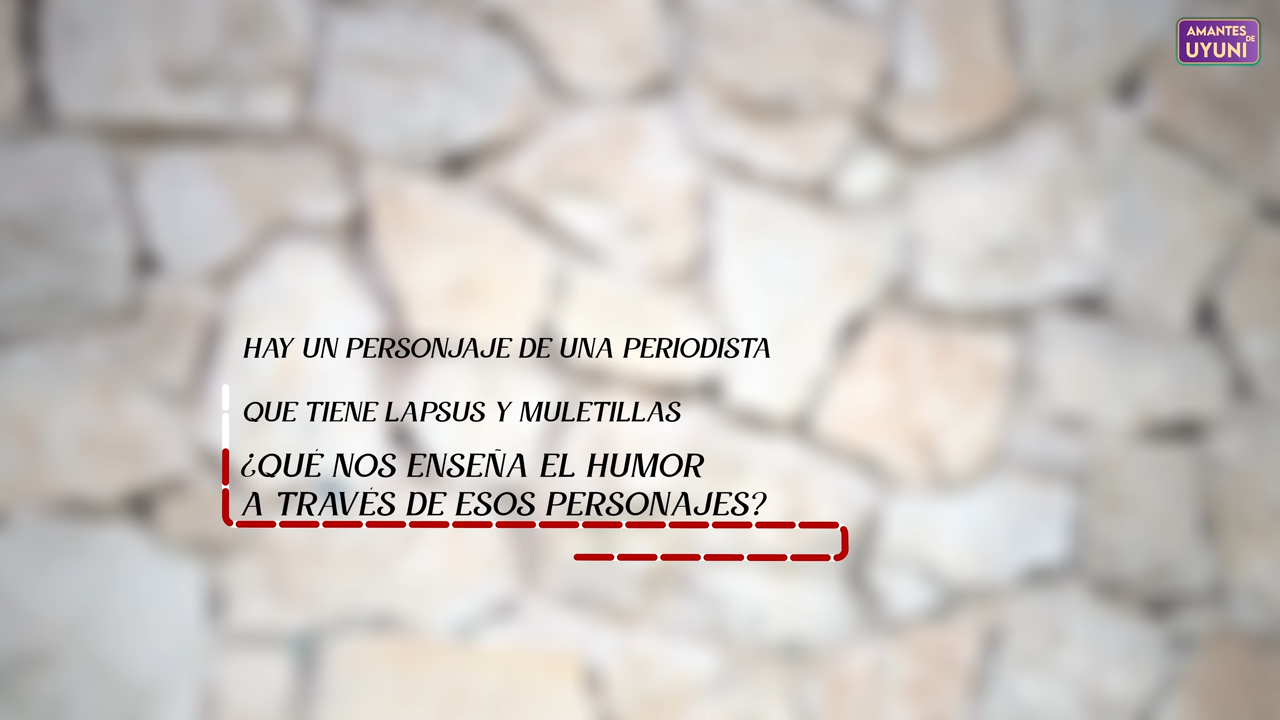 AMANTES DE
UYUNI
HAY UN PERSONJAJE DE UNA PERIODISTA
QUE TIENE LAPSUS Y MULETILLAS
¿QUÉ NOS ENSEÑA EL HUMOR
A TRAVÉS DE ESOS PERSONAJES?